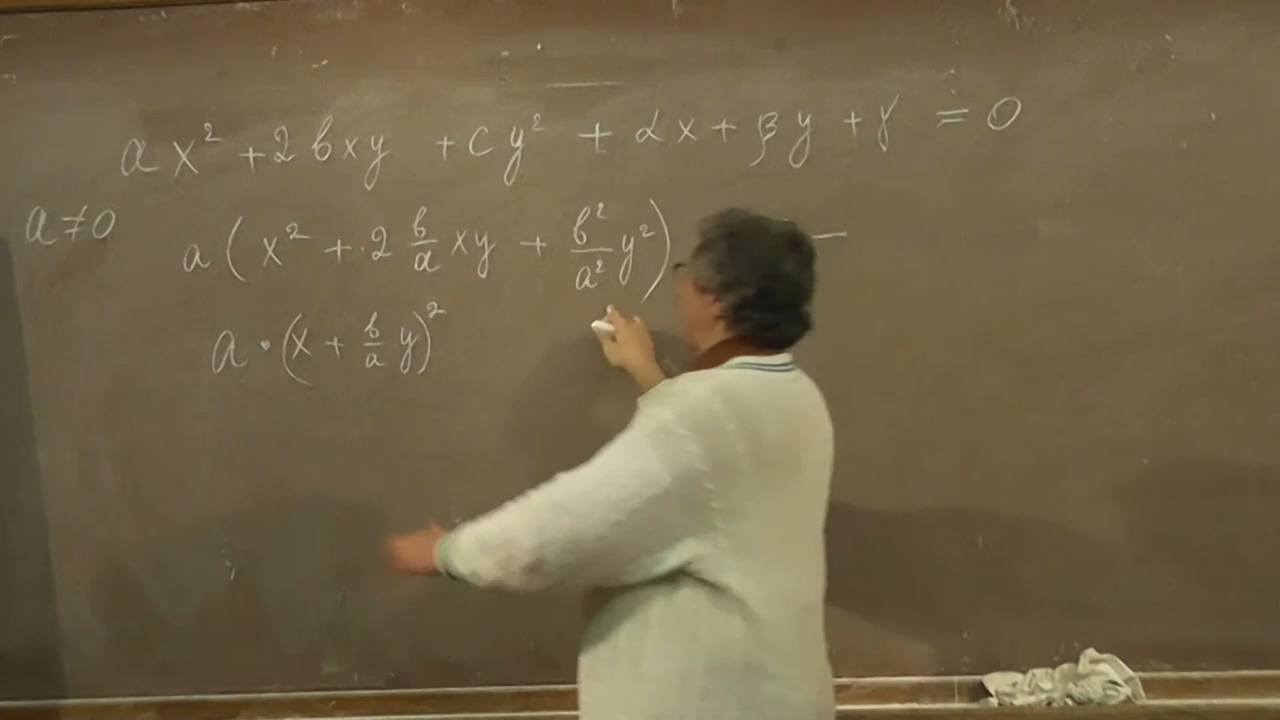 ax² + 2bxy + cy² + αx + βy + γ = 0
a ≠ 0 a(x² + 2 b/a xy + b²/a² y²) −
a · (x + b/a y)²